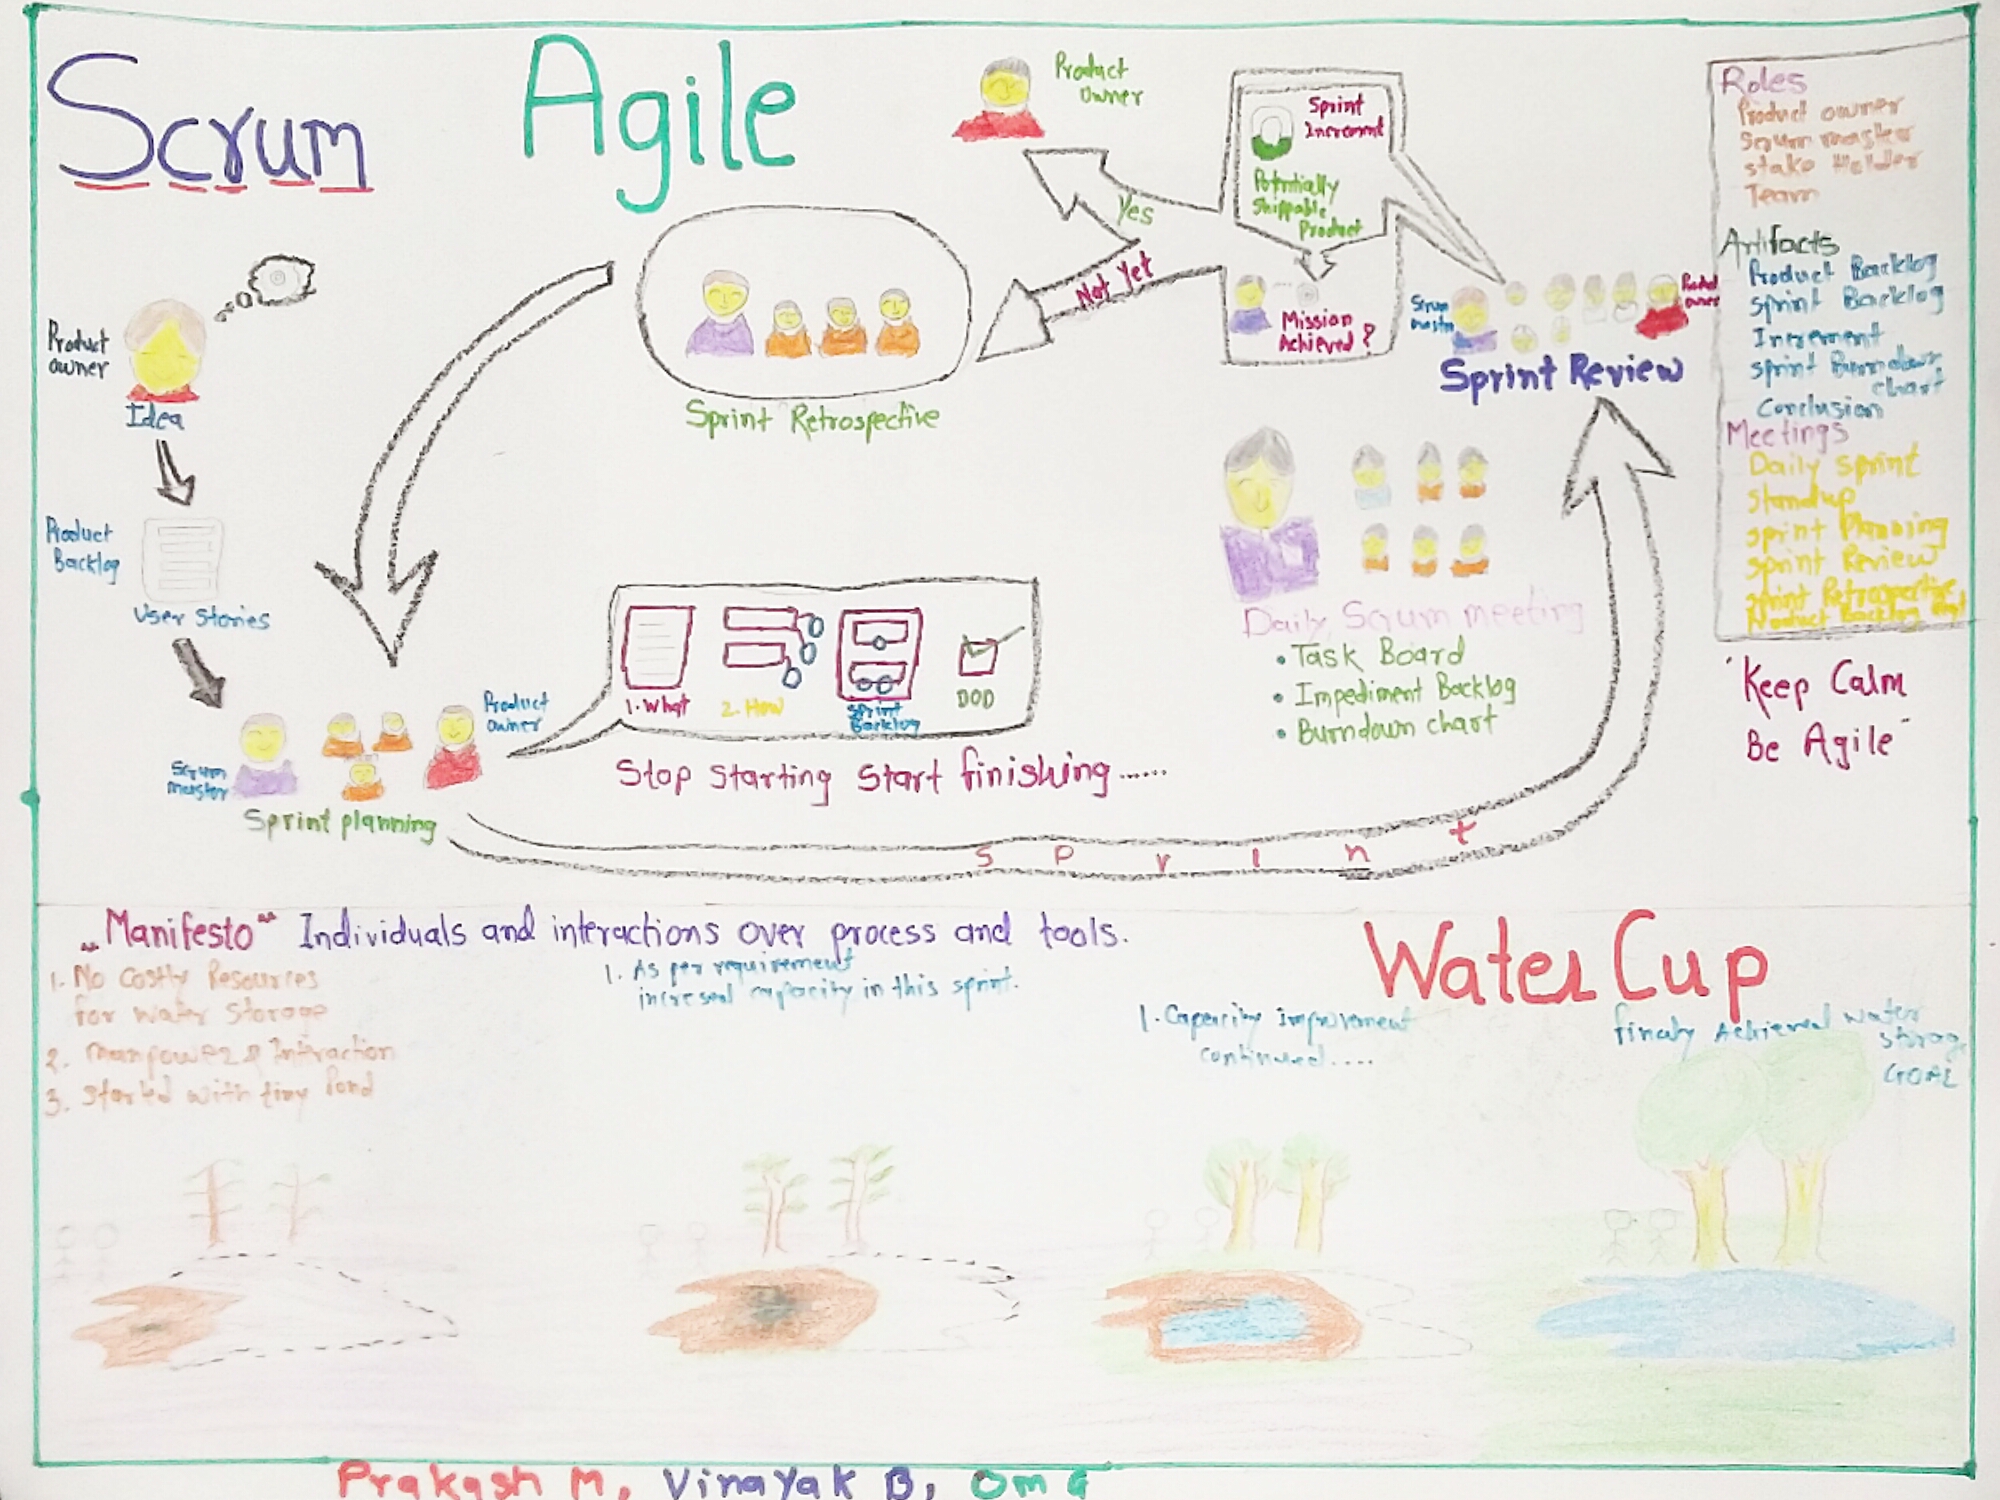 Scrum
Agile
Product
owner
Idea
Product
Backlog
User Stories
Scrum
master
Product
owner
Sprint planning
1. What
2. How
Sprint
Backlog
DOD
Stop starting start finishing......
Sprint Retrospective
Product
owner
Yes
Not Yet
Sprint
Increment
Potentially
Shippable
Product
Mission
Achieved ?
Scrum
master
Product
owner
Sprint Review
Daily Scrum meeting
• Task Board
• Impediment Backlog
• Burndown chart
Sprint
Roles
Product owner
Scrum master
stake Holder
Team
Artifacts
Product Backlog
sprint Backlog
Increment
sprint Burndown
chart
Conclusion
Meetings
Daily sprint
standup
sprint Planning
sprint Review
sprint Retrospective
Product Backlog
"Keep Calm
Be Agile"
"Manifesto" Individuals and interactions over process and tools.
Water Cup
1. No Costly Resources
for Water Storage
2. manpower & Interaction
3. Started with tiny Pond
1. As per requirement
incresed capacity in this sprint.
1. Capacity improvement
continued....
finaly Achieved water
storage
GOAL
Prakash M, Vinayak B, Om G